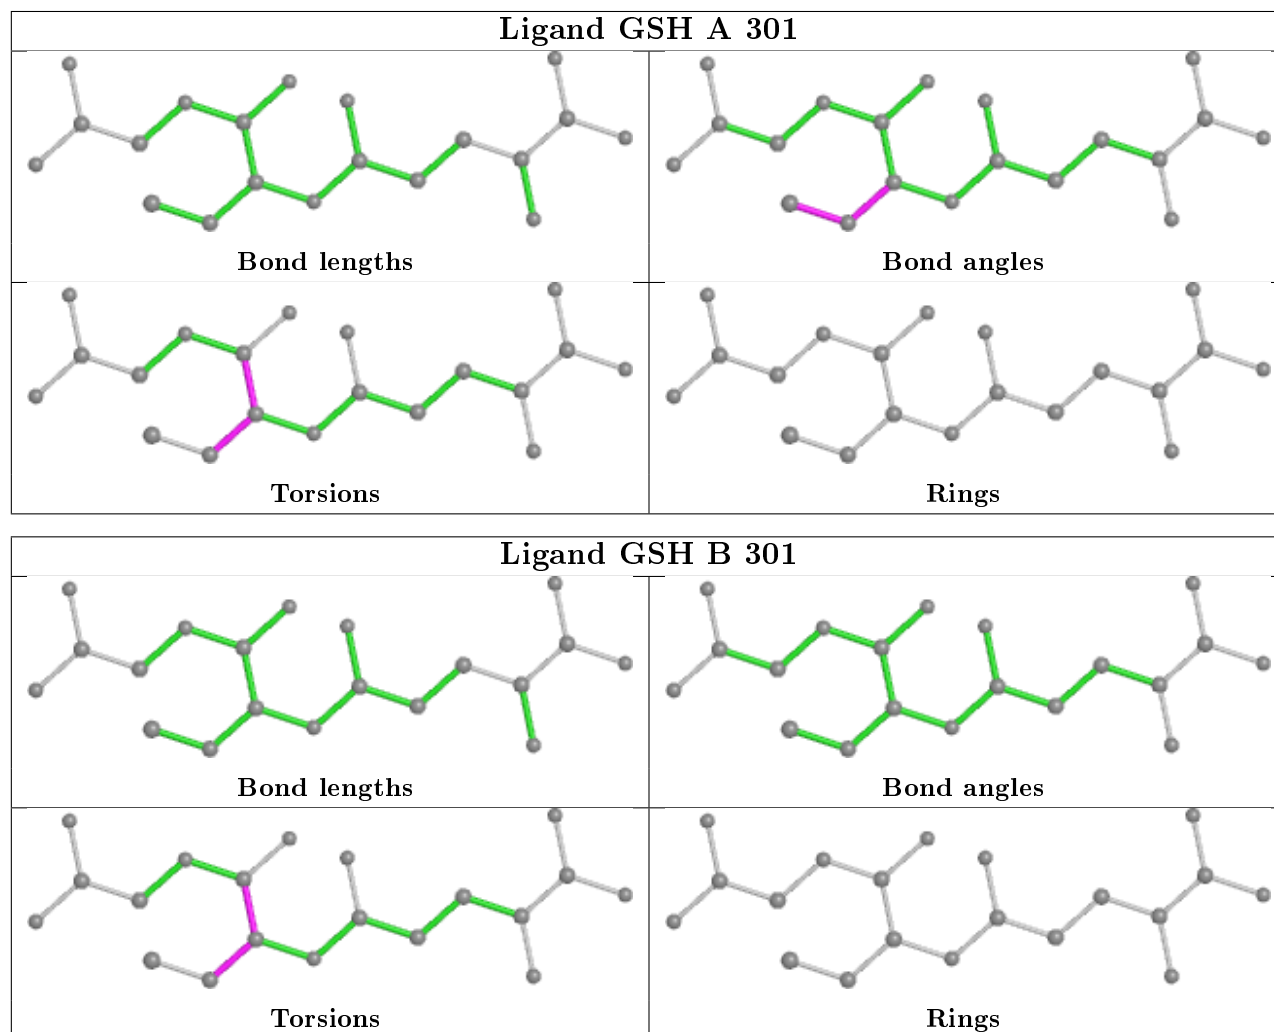 Ligand GSH A 301
Bond lengths
Bond angles
Torsions
Rings
Ligand GSH B 301
Bond lengths
Bond angles
Torsions
Rings